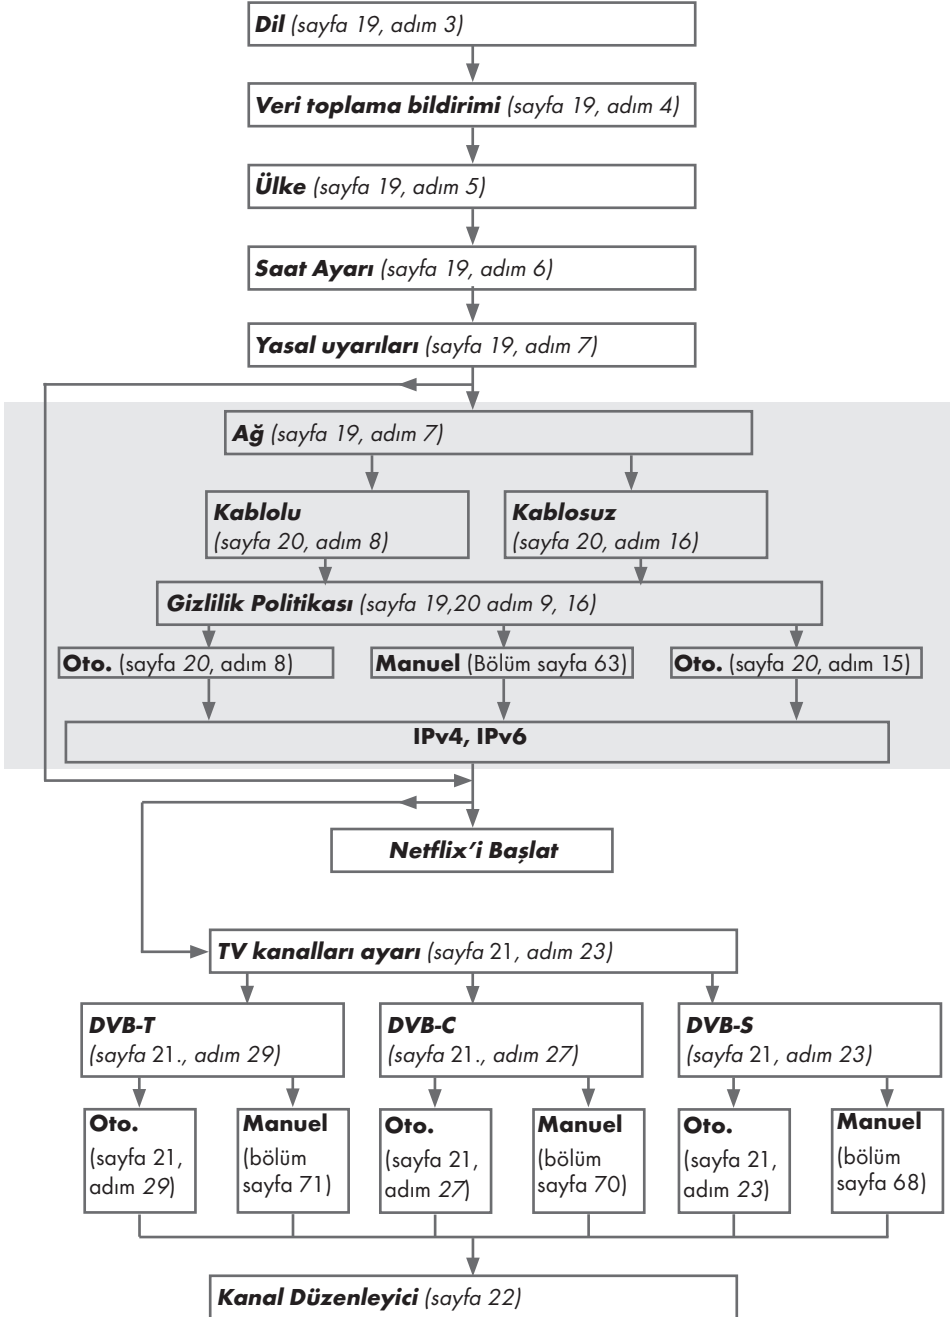 Dil (sayfa 19, adım 3)
Veri toplama bildirimi (sayfa 19, adım 4)
Ülke (sayfa 19, adım 5)
Saat Ayarı (sayfa 19, adım 6)
Yasal uyarıları (sayfa 19, adım 7)
Ağ (sayfa 19, adım 7)
Kablolu
(sayfa 20, adım 8)
Kablosuz
(sayfa 20, adım 16)
Gizlilik Politikası (sayfa 19,20 adım 9, 16)
Oto. (sayfa 20, adım 8)
Manuel (Bölüm sayfa 63)
Oto. (sayfa 20, adım 15)
IPv4, IPv6
Netflix’i Başlat
TV kanalları ayarı (sayfa 21, adım 23)
DVB-T
(sayfa 21., adım 29)
DVB-C
(sayfa 21., adım 27)
DVB-S
(sayfa 21, adım 23)
Oto.
(sayfa 21,
adım 29)
Manuel
(bölüm
sayfa 71)
Oto.
(sayfa 21,
adım 27)
Manuel
(bölüm
sayfa 70)
Oto.
(sayfa 21,
adım 23)
Manuel
(bölüm
sayfa 68)
Kanal Düzenleyici (sayfa 22)